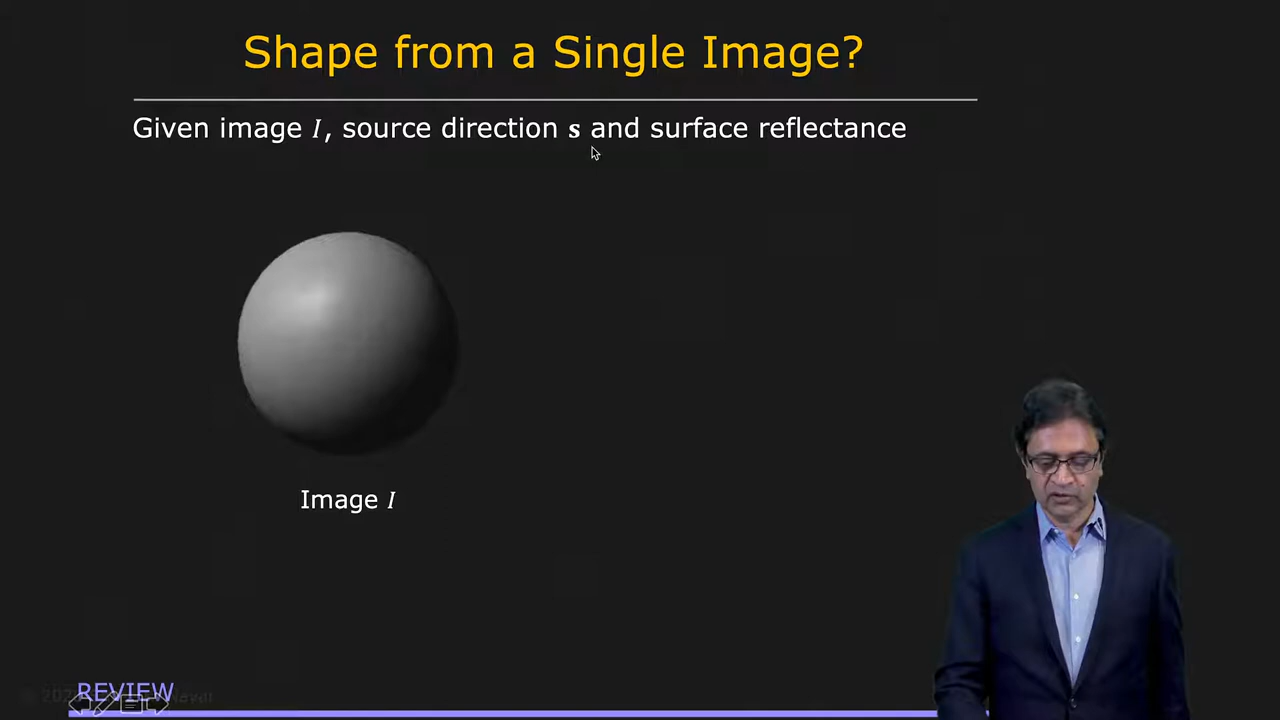 Shape from a Single Image?
Given image I, source direction s and surface reflectance
Image I
REVIEW